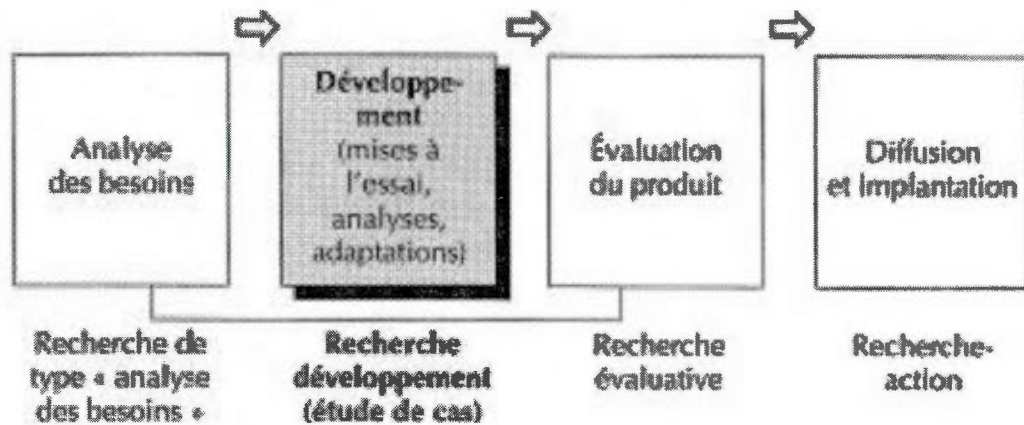 Analyse
des besoins
Développe-
ment
(mises à
l'essai,
analyses,
adaptations)
Évaluation
du produit
Diffusion
et implantation
Recherche de
type « analyse
des besoins »
Recherche
développement
(étude de cas)
Recherche
évaluative
Recherche-
action